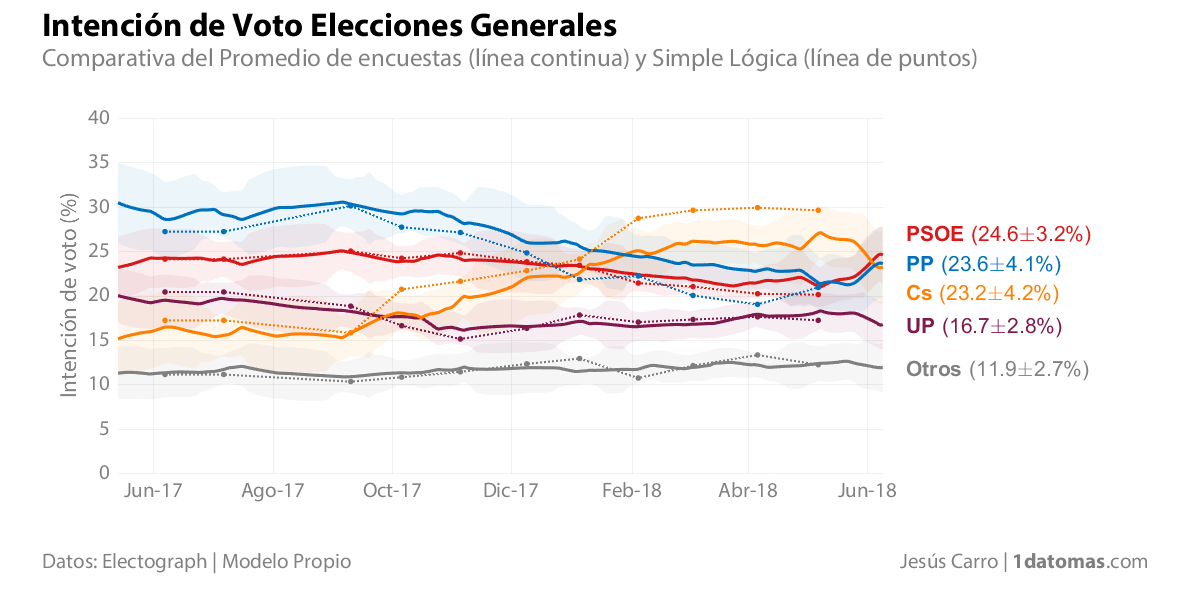 Intención de Voto Elecciones Generales
Comparativa del Promedio de encuestas (línea continua) y Simple Lógica (línea de puntos)
Intención de voto (%)
40
35
30
25
20
15
10
5
0
Jun-17 Ago-17 Oct-17 Dic-17 Feb-18 Abr-18 Jun-18
PSOE (24.6±3.2%)
PP (23.6±4.1%)
Cs (23.2±4.2%)
UP (16.7±2.8%)
Otros (11.9±2.7%)
Datos: Electograph | Modelo Propio
Jesús Carro | 1datomas.com